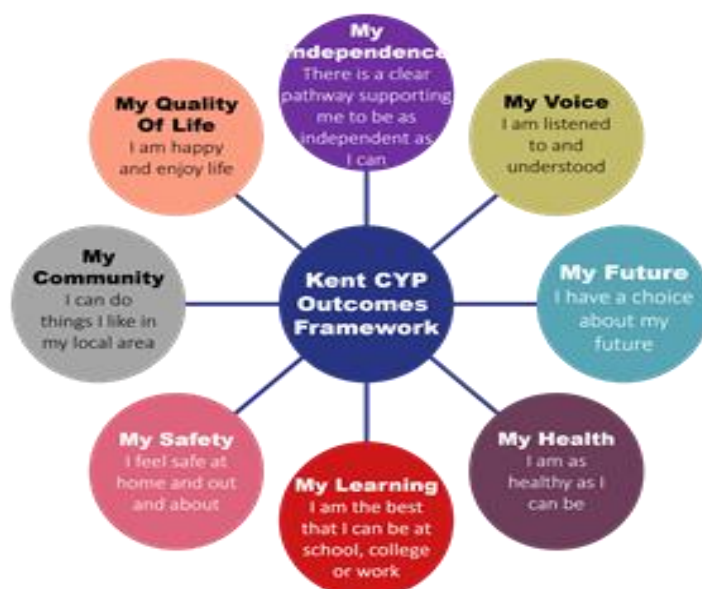 My
Independence
There is a clear
pathway supporting
me to be as
independent as
I can
My Voice
I am listened
to and
understood
My Future
I have a choice
about my
future
My Health
I am as
healthy as I
can be
My Learning
I am the best
that I can be at
school, college
or work
My Safety
I feel safe at
home and out
and about
My
Community
I can do
things I like in
my local area
My Quality
Of Life
I am happy
and enjoy life
Kent CYP
Outcomes
Framework